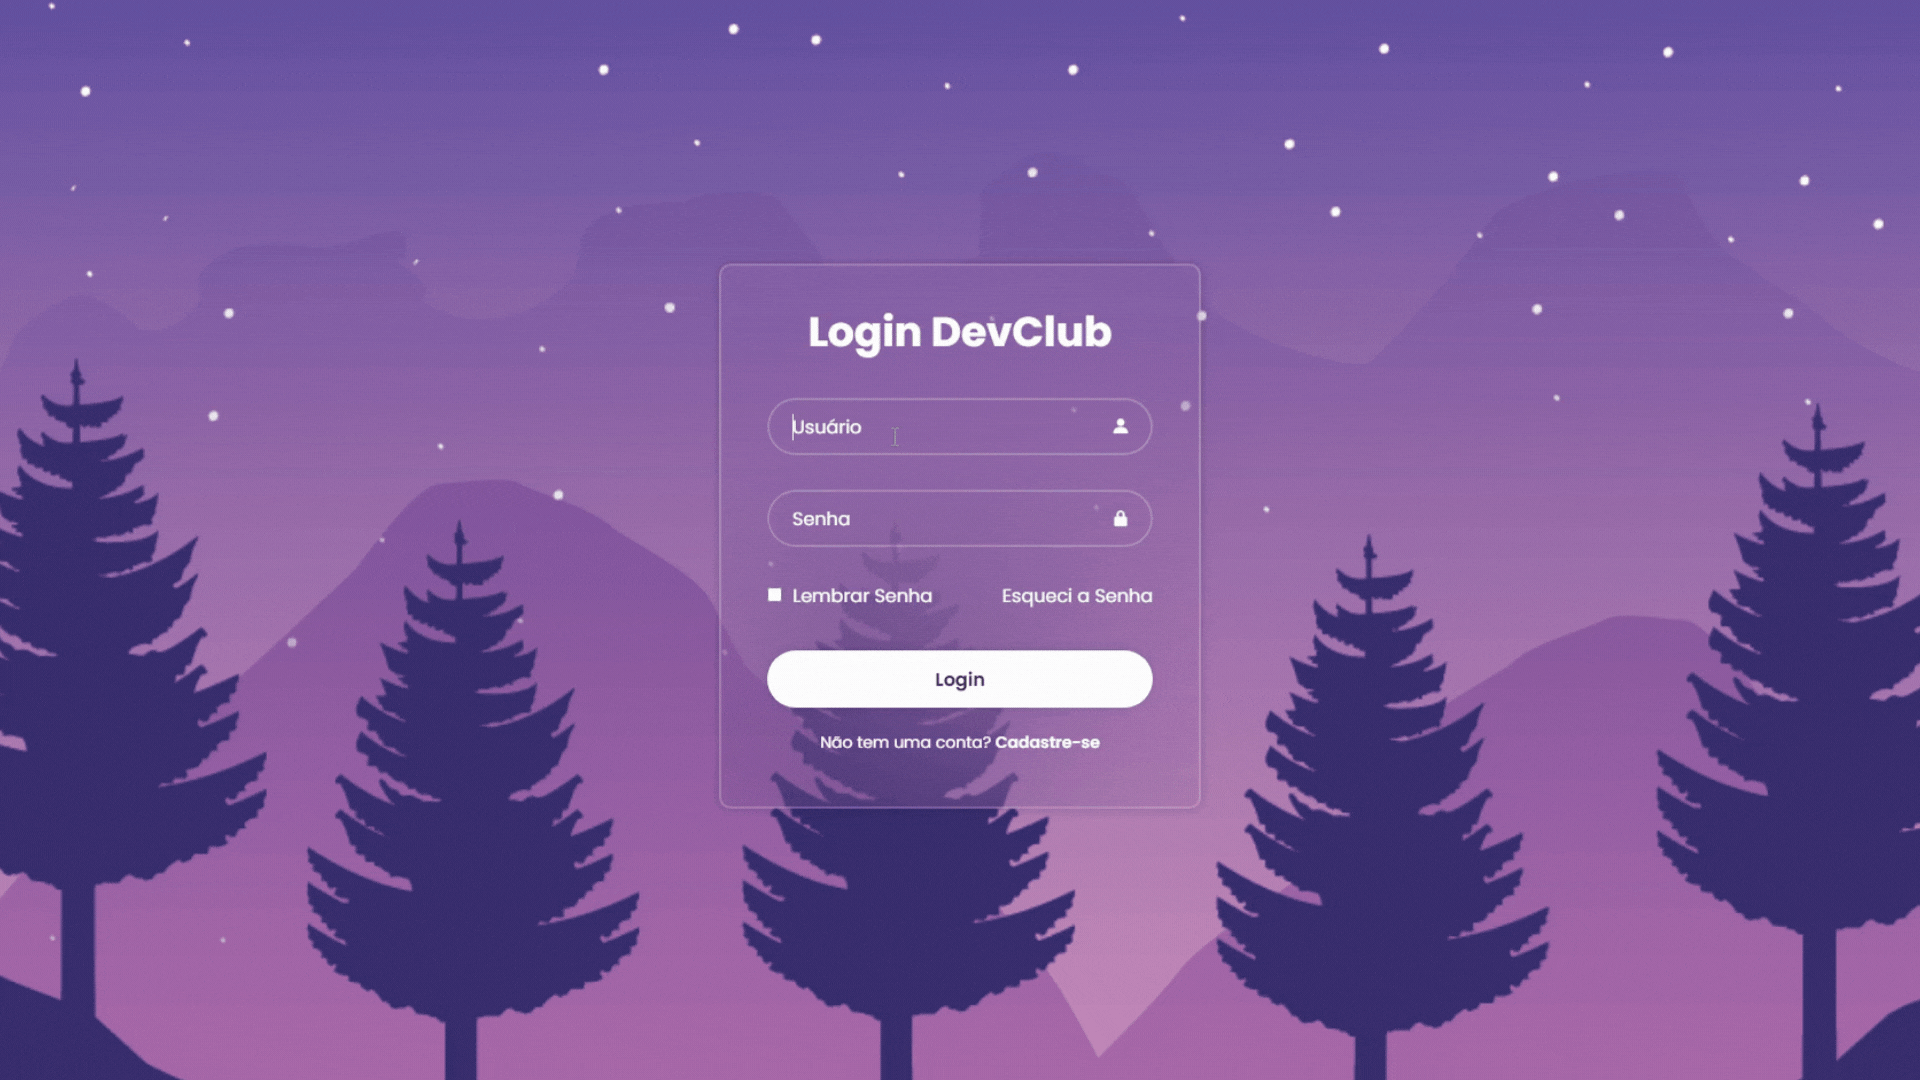 Login DevClub
Usuário
Senha
Lembrar Senha Esqueci a Senha
Login
Não tem uma conta? Cadastre-se